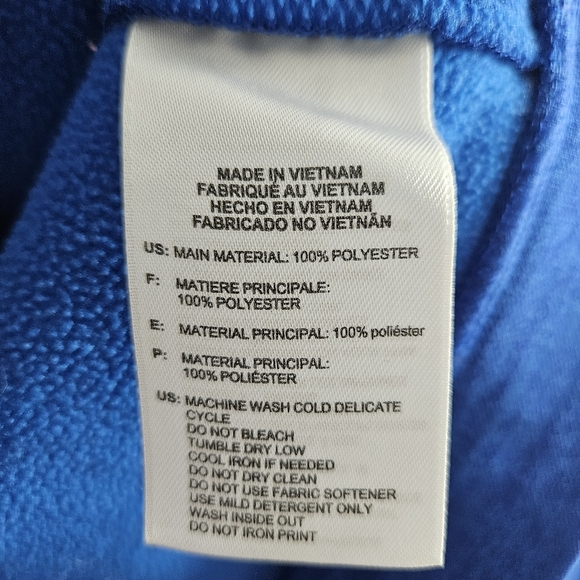 MADE IN VIETNAM
FABRIQUÉ AU VIETNAM
HECHO EN VIETNAM
FABRICADO NO VIETNÃN
US: MAIN MATERIAL: 100% POLYESTER
F: MATIERE PRINCIPALE:
100% POLYESTER
E: MATERIAL PRINCIPAL: 100% poliéster
P: MATERIAL PRINCIPAL:
100% POLIÉSTER
US: MACHINE WASH COLD DELICATE
CYCLE
DO NOT BLEACH
TUMBLE DRY LOW
COOL IRON IF NEEDED
DO NOT DRY CLEAN
DO NOT USE FABRIC SOFTENER
USE MILD DETERGENT ONLY
WASH INSIDE OUT
DO NOT IRON PRINT